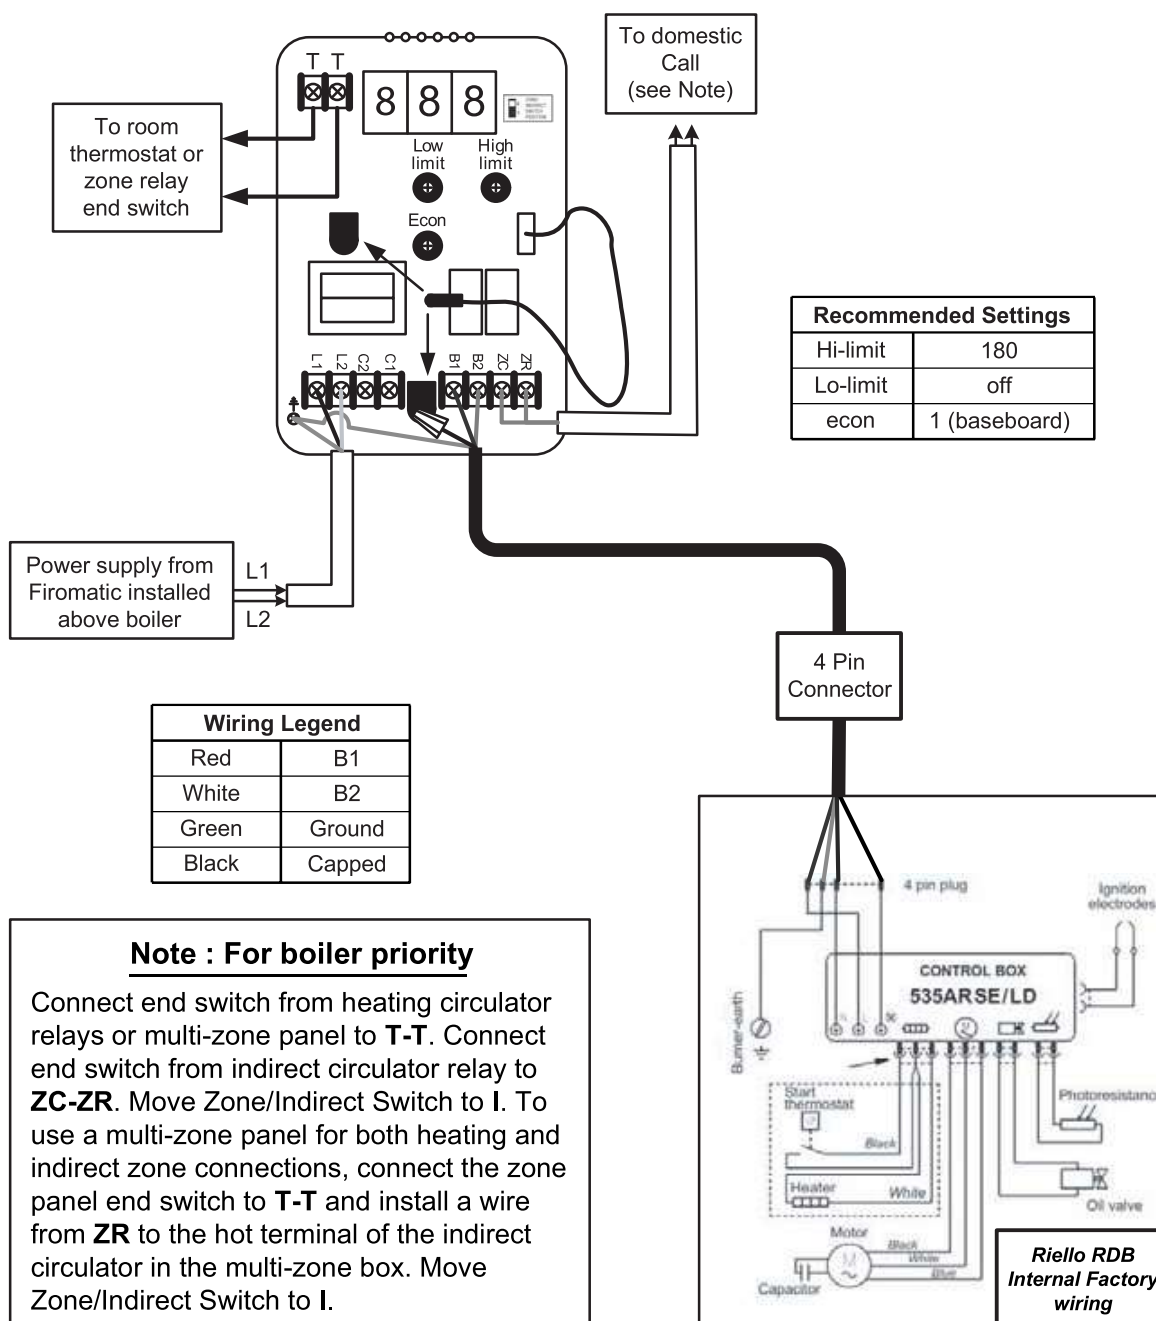 T T
8 8 8
ZONE/
INDIRECT
SWITCH
POSITION
Low
limit
High
limit
Econ
L1
L2
C2
C1
B1
B2
ZC
ZR
To room
thermostat or
zone relay
end switch
To domestic
Call
(see Note)
Recommended Settings
Hi-limit 180
Lo-limit off
econ 1 (baseboard)
Power supply from
Firomatic installed
above boiler
L1
L2
4 Pin
Connector
Wiring Legend
Red B1
White B2
Green Ground
Black Capped
Note : For boiler priority
Connect end switch from heating circulator
relays or multi-zone panel to T-T. Connect
end switch from indirect circulator relay to
ZC-ZR. Move Zone/Indirect Switch to I. To
use a multi-zone panel for both heating and
indirect zone connections, connect the zone
panel end switch to T-T and install a wire
from ZR to the hot terminal of the indirect
circulator in the multi-zone box. Move
Zone/Indirect Switch to I.
4 pin plug
Ignition
electrodes
CONTROL BOX
535ARSE/LD
Burner-earth
Start
thermostat
Black
Heater
White
Photoresistanc
Oil valve
Motor
M
Black
White
Blue
Capacitor
Riello RDB
Internal Factory
wiring